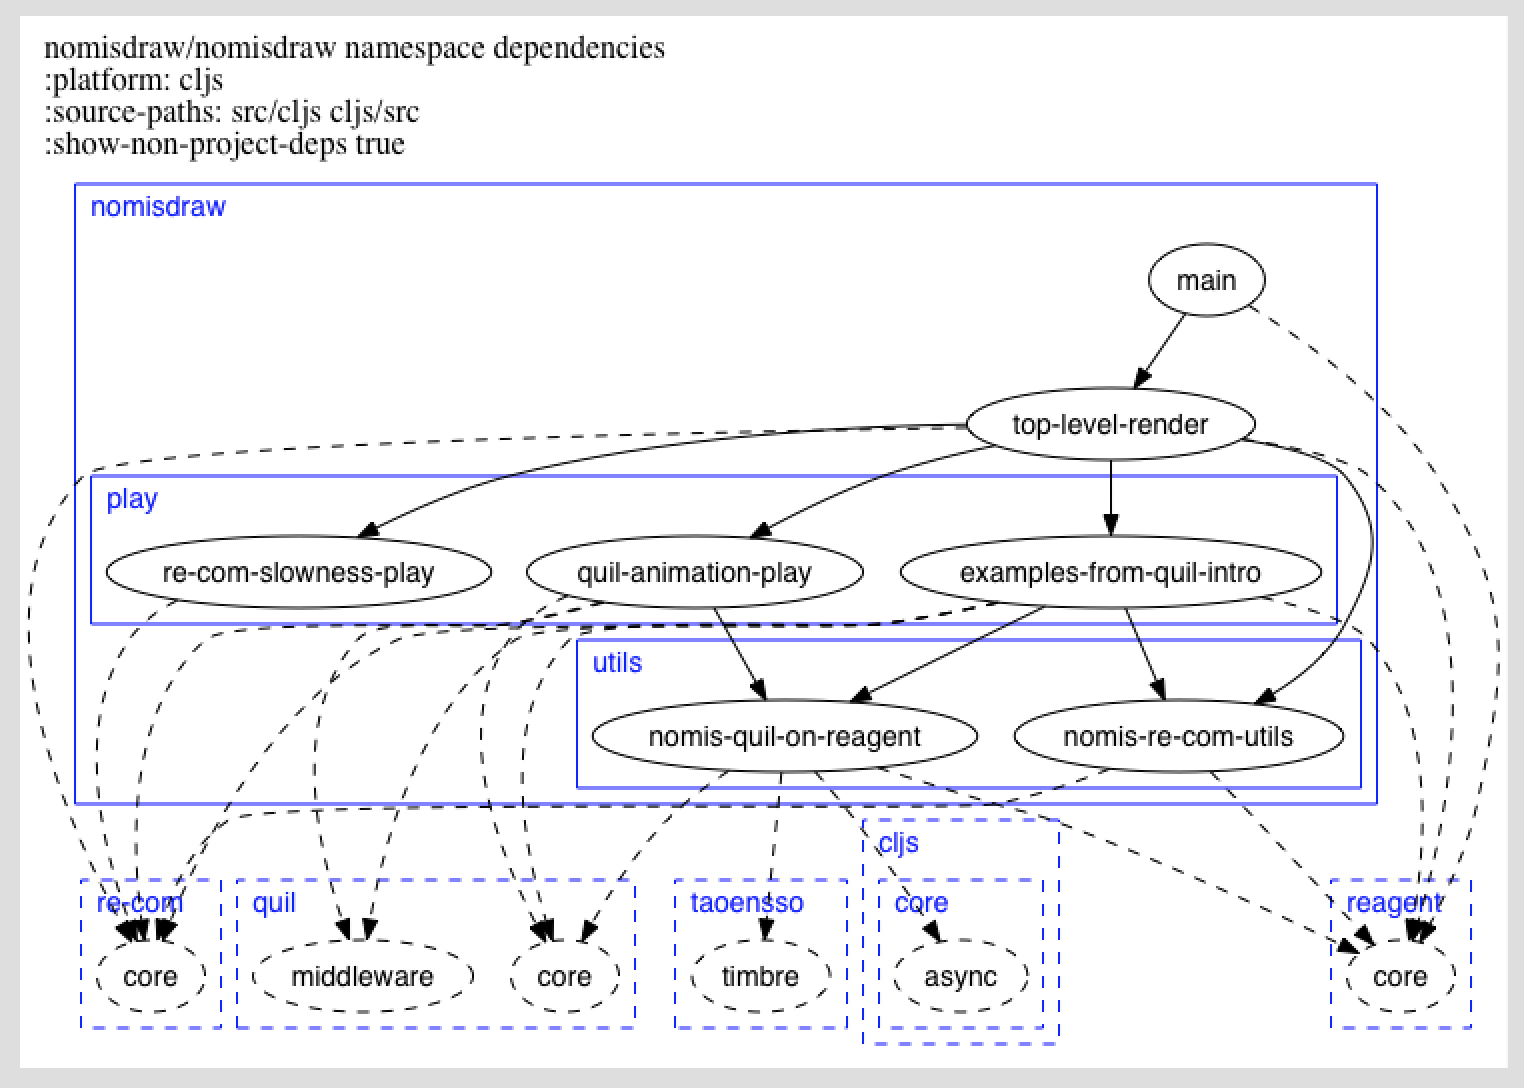 nomisdraw/nomisdraw namespace dependencies
:platform: cljs
:source-paths: src/cljs cljs/src
:show-non-project-deps true
nomisdraw
main
top-level-render
play
re-com-slowness-play
quil-animation-play
examples-from-quil-intro
utils
nomis-quil-on-reagent
nomis-re-com-utils
cljs
re-com
quil
taoensso
core
reagent
core
middleware
core
timbre
async
core